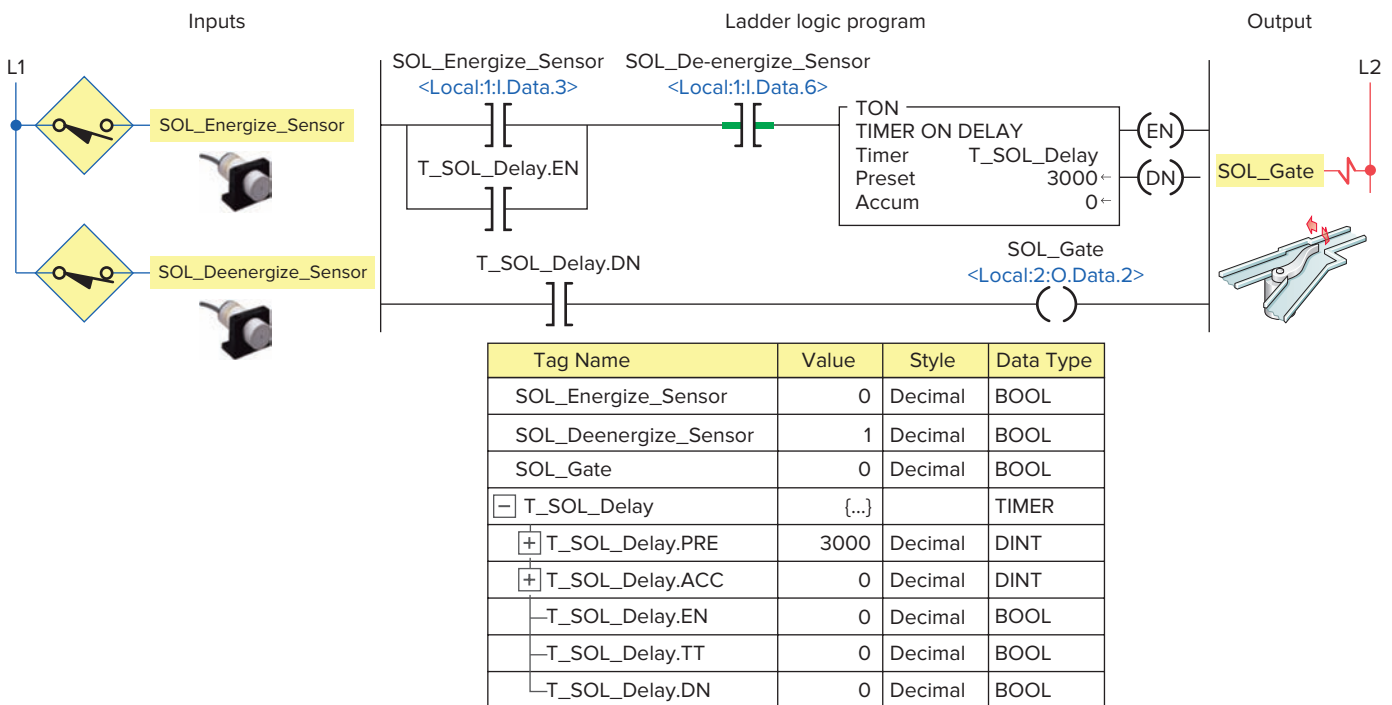 Inputs
Ladder logic program
Output
L1
L2
SOL_Energize_Sensor
SOL_De-energize_Sensor
<Local:1:I.Data.3>
<Local:1:I.Data.6>
SOL_Energize_Sensor
TON
TIMER ON DELAY
Timer T_SOL_Delay
Preset 3000←
Accum 0←
EN
DN
T_SOL_Delay.EN
SOL_Gate
SOL_Deenergize_Sensor
T_SOL_Delay.DN
SOL_Gate
<Local:2:O.Data.2>
Tag Name Value Style Data Type
SOL_Energize_Sensor 0 Decimal BOOL
SOL_Deenergize_Sensor 1 Decimal BOOL
SOL_Gate 0 Decimal BOOL
− T_SOL_Delay {...} TIMER
+ T_SOL_Delay.PRE 3000 Decimal DINT
+ T_SOL_Delay.ACC 0 Decimal DINT
T_SOL_Delay.EN 0 Decimal BOOL
T_SOL_Delay.TT 0 Decimal BOOL
T_SOL_Delay.DN 0 Decimal BOOL